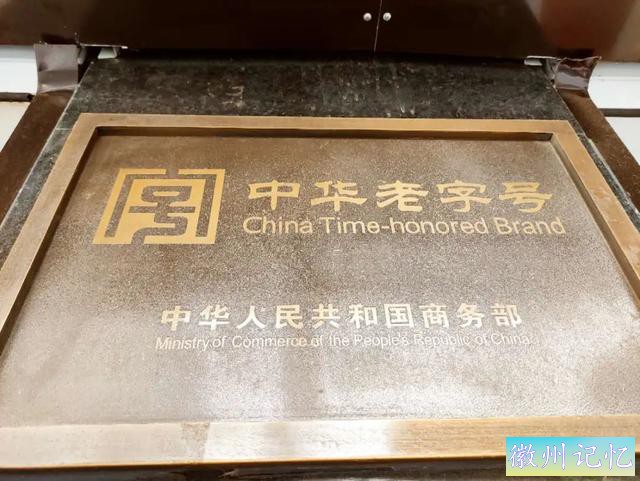 中华老字号
China Time-honored Brand
中华人民共和国商务部
Ministry of Commerce of the People's Republic of China
徽州记忆